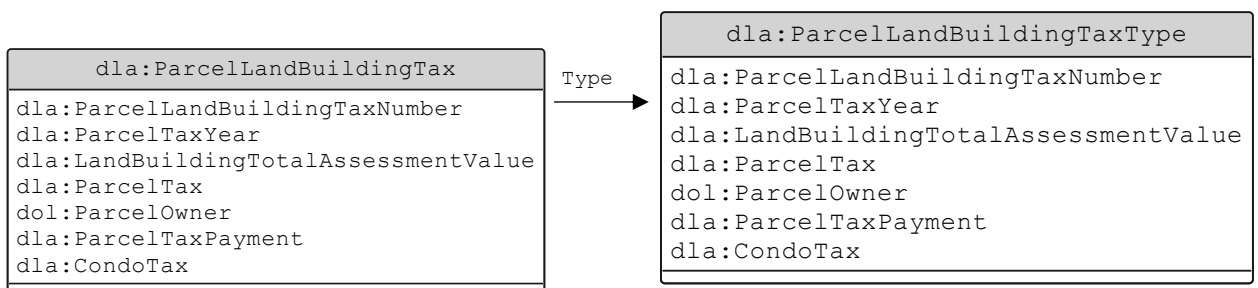 dla:ParcelLandBuildingTax
dla:ParcelLandBuildingTaxNumber
dla:ParcelTaxYear
dla:LandBuildingTotalAssessmentValue
dla:ParcelTax
dol:ParcelOwner
dla:ParcelTaxPayment
dla:CondoTax
Type
dla:ParcelLandBuildingTaxType
dla:ParcelLandBuildingTaxNumber
dla:ParcelTaxYear
dla:LandBuildingTotalAssessmentValue
dla:ParcelTax
dol:ParcelOwner
dla:ParcelTaxPayment
dla:CondoTax